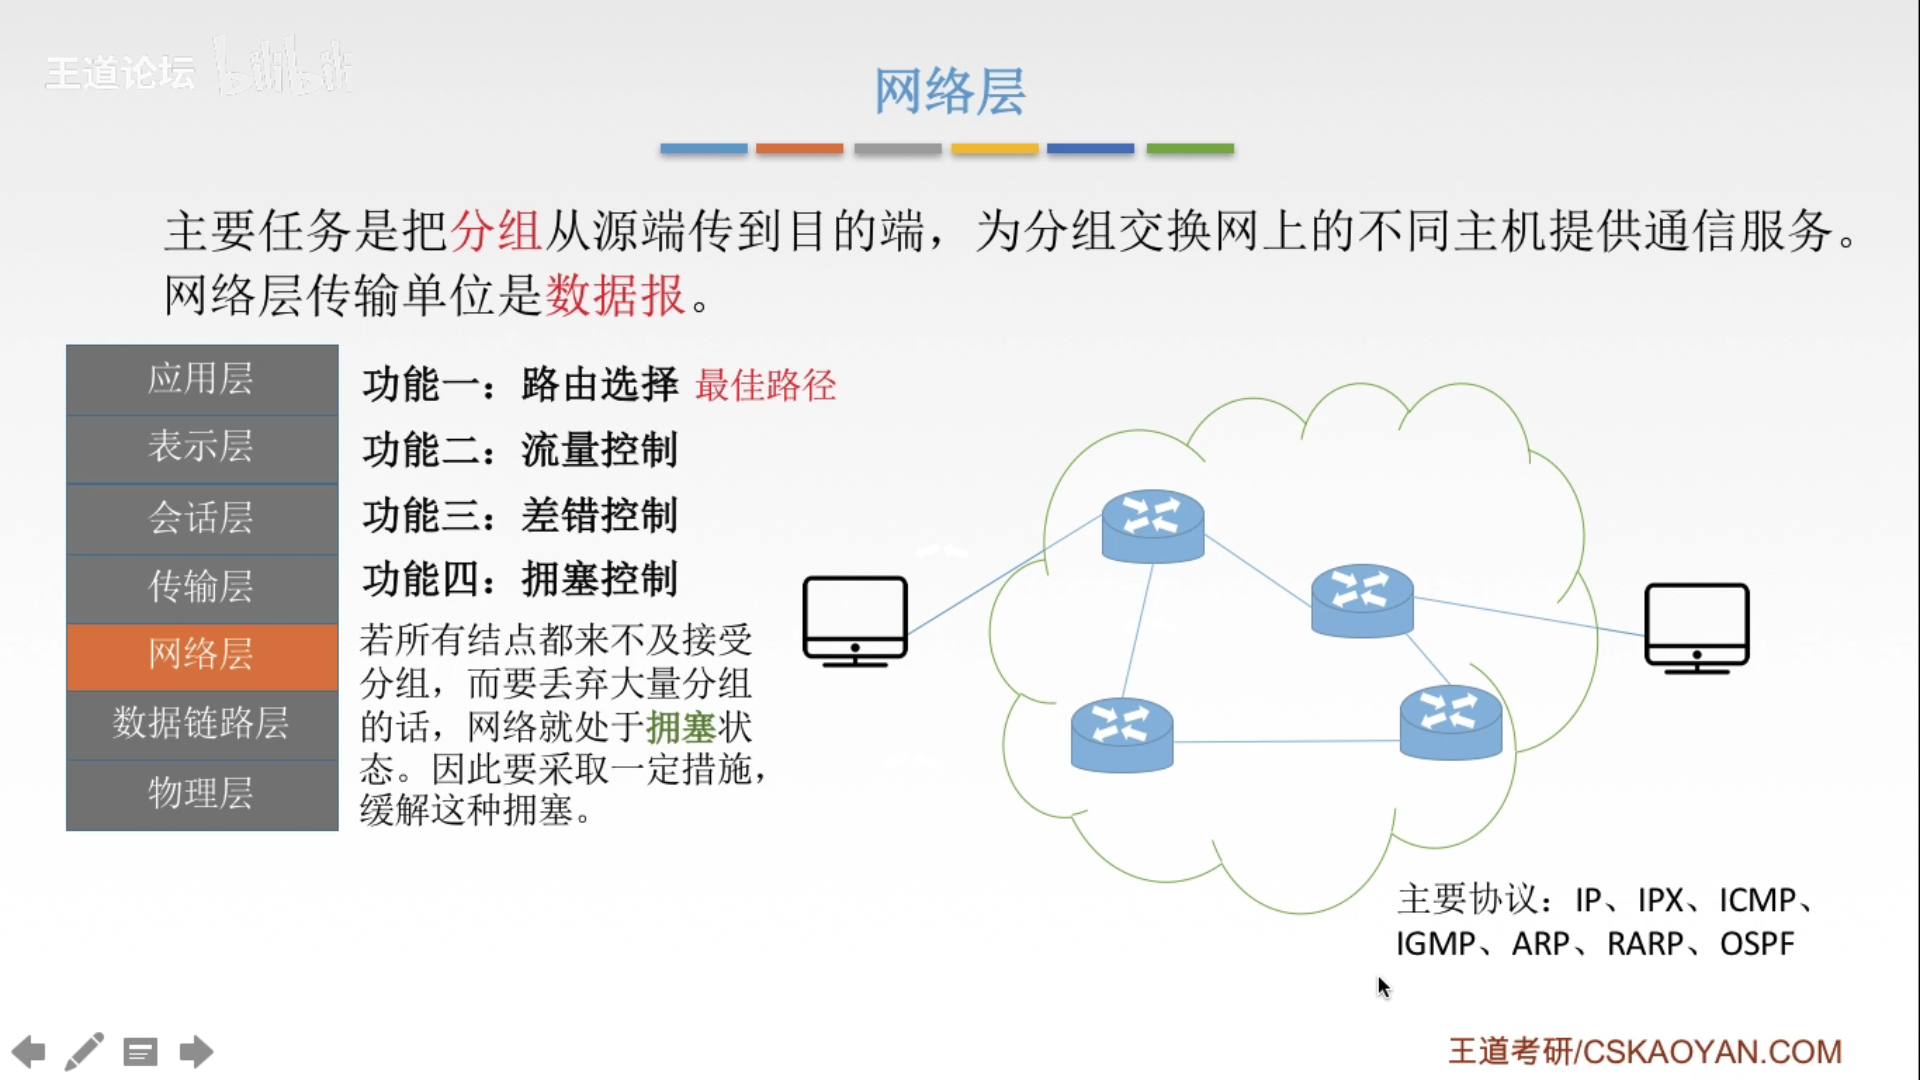 王道论坛 bilibili
网络层
主要任务是把分组从源端传到目的端，为分组交换网上的不同主机提供通信服务。
网络层传输单位是数据报。
应用层
表示层
会话层
传输层
网络层
数据链路层
物理层
功能一：路由选择 最佳路径
功能二：流量控制
功能三：差错控制
功能四：拥塞控制
若所有结点都来不及接受
分组，而要丢弃大量分组
的话，网络就处于拥塞状
态。因此要采取一定措施，
缓解这种拥塞。
主要协议：IP、IPX、ICMP、
IGMP、ARP、RARP、OSPF
王道考研/CSKAOYAN.COM